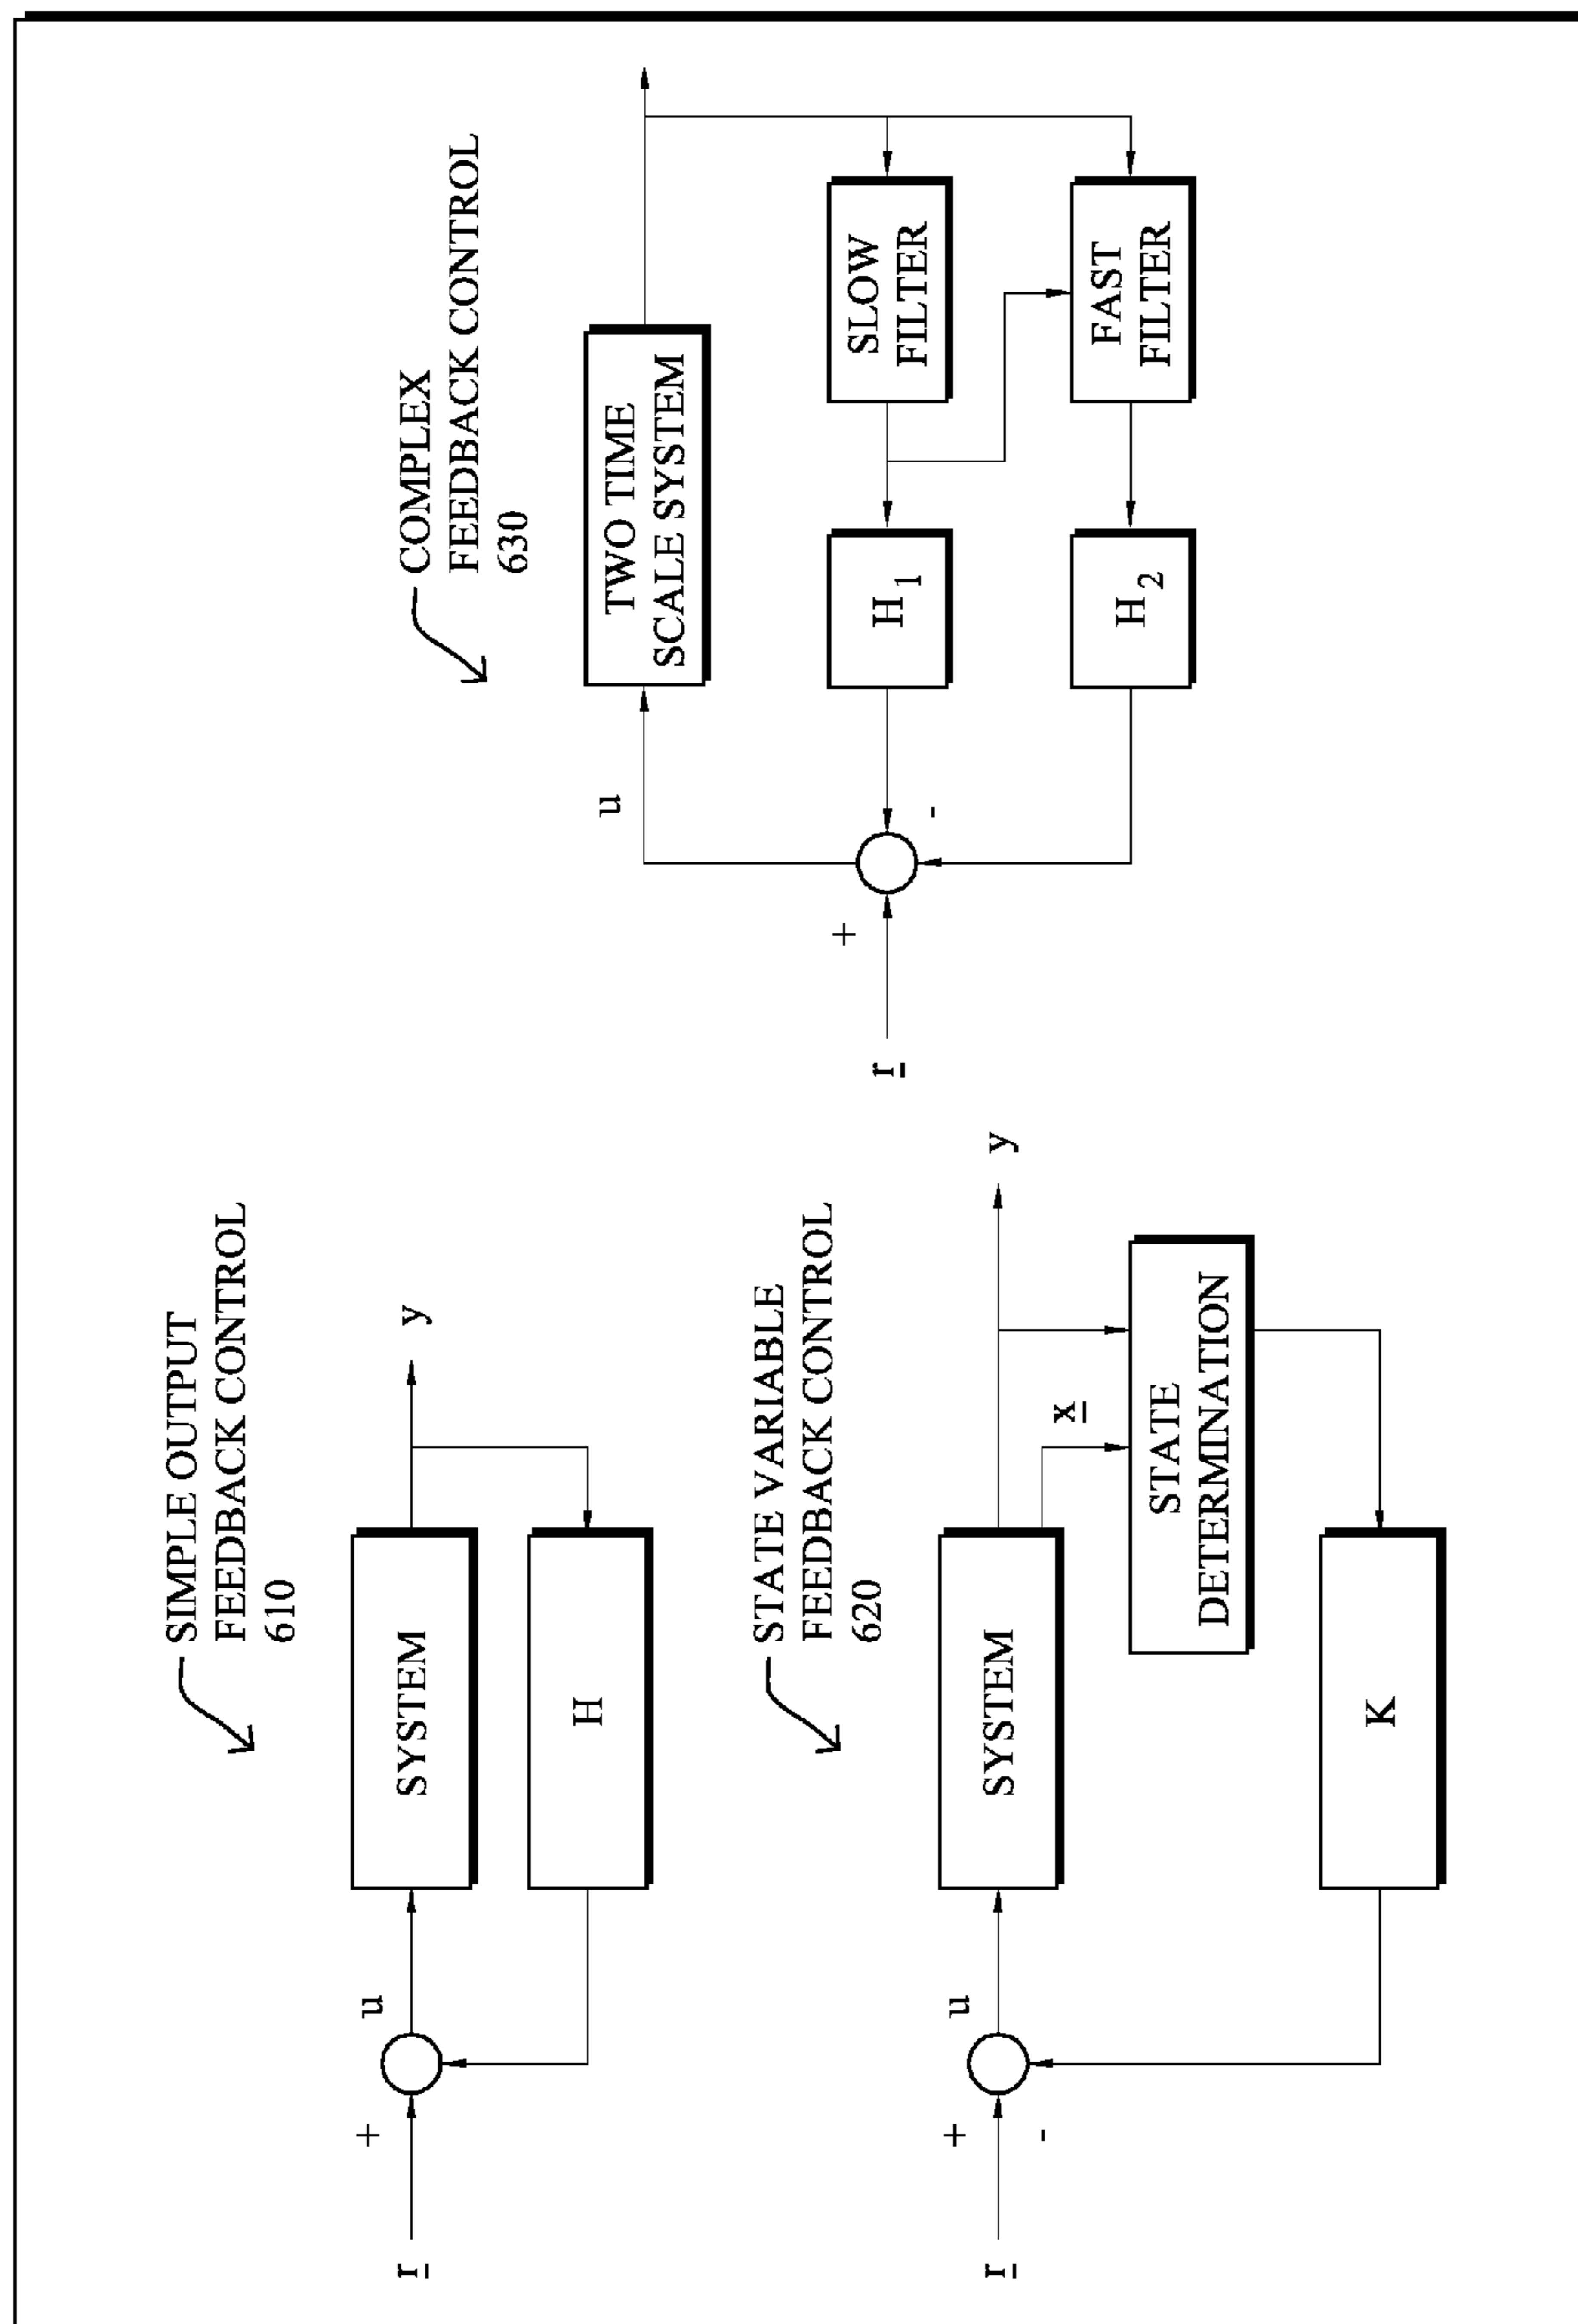 SIMPLE OUTPUT
FEEDBACK CONTROL
610
r
+
u
SYSTEM
y
H
STATE VARIABLE
FEEDBACK CONTROL
620
r
+
-
u
SYSTEM
y
x
STATE
DETERMINATION
K
COMPLEX
FEEDBACK CONTROL
630
TWO TIME
SCALE SYSTEM
u
r
+
-
H1
SLOW
FILTER
H2
FAST
FILTER